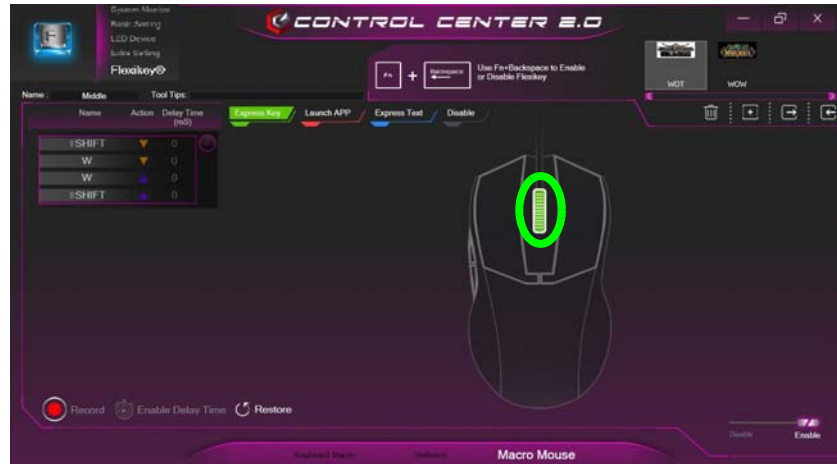 System Monitor
Basic Setting
LED Device
Flexikey®
CONTROL CENTER 2.0
Fn + Backspace
Use Fn+Backspace to Enable
or Disable Flexikey
WOT WOW
Name : Middle Tool Tips:
Name Action Delay Time
(mS)
Express Key Launch APP Express Text Disable
⇧SHIFT 0
W 0
W 0
⇧SHIFT 0
Record Enable Delay Time Restore
Disable Enable
Keyboard Macro Statistics Macro Mouse